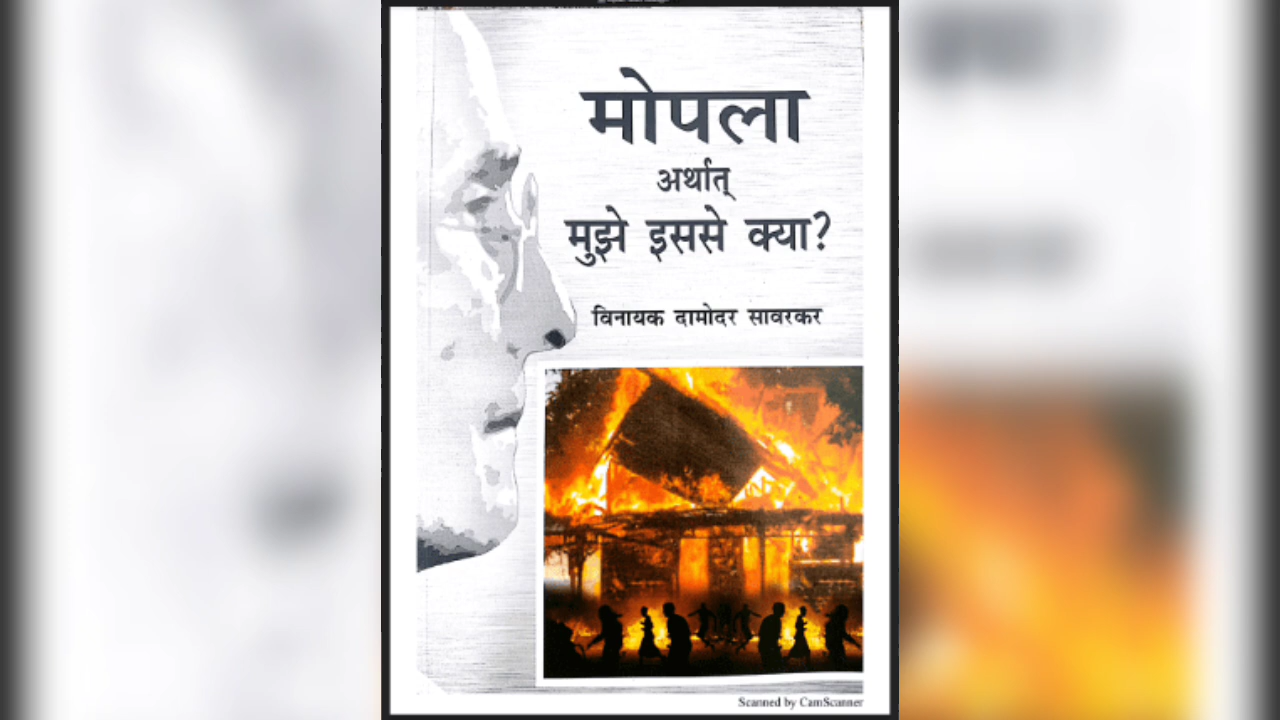 मोपला
अर्थात्
मुझे इससे क्या?
विनायक दामोदर सावरकर
Scanned by CamScanner